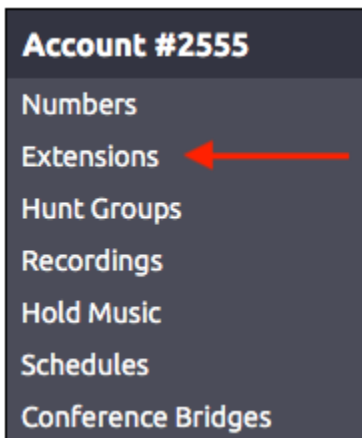 Account #2555
Numbers
Extensions
Hunt Groups
Recordings
Hold Music
Schedules
Conference Bridges